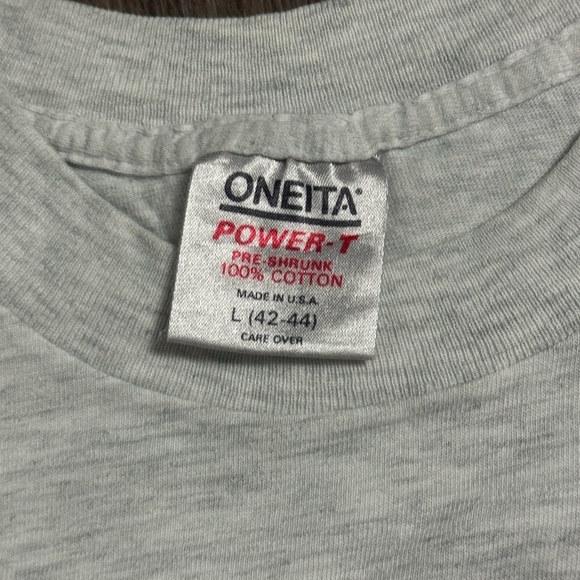 ONEITA®
POWER-T
PRE-SHRUNK
100% COTTON
MADE IN U.S.A.
L (42-44)
CARE OVER